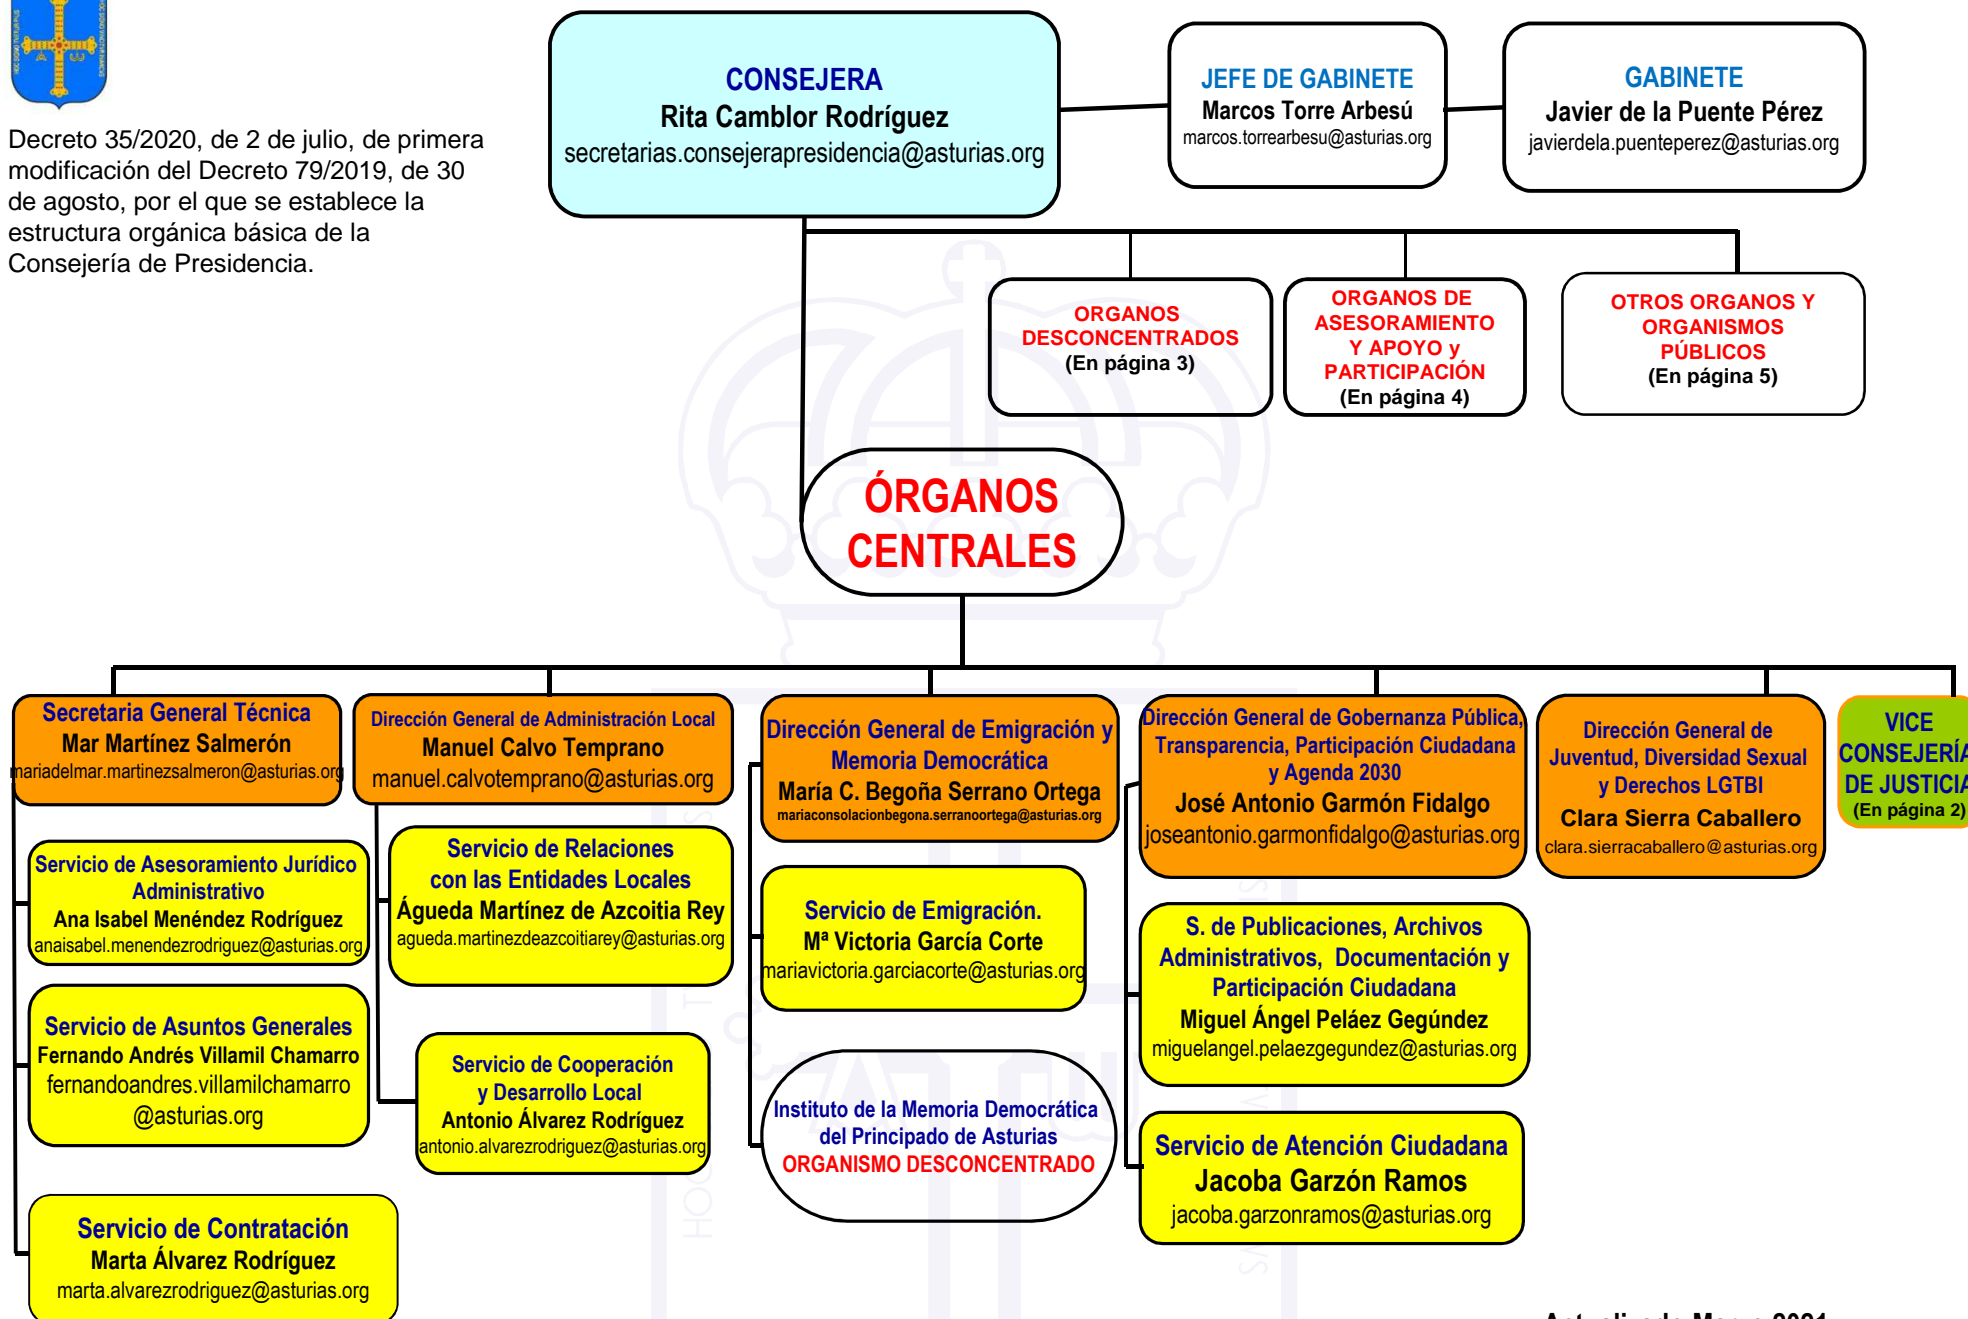 Decreto 35/2020, de 2 de julio, de primera
modificación del Decreto 79/2019, de 30
de agosto, por el que se establece la
estructura orgánica básica de la
Consejería de Presidencia.
CONSEJERA
Rita Camblor Rodríguez
secretarias.consejerapresidencia@asturias.org
JEFE DE GABINETE
Marcos Torre Arbesú
marcos.torrearbesu@asturias.org
GABINETE
Javier de la Puente Pérez
javierdela.puenteperez@asturias.org
ORGANOS
DESCONCENTRADOS
(En página 3)
ORGANOS DE
ASESORAMIENTO
Y APOYO y
PARTICIPACIÓN
(En página 4)
OTROS ORGANOS Y
ORGANISMOS
PÚBLICOS
(En página 5)
ÓRGANOS
CENTRALES
Secretaria General Técnica
Mar Martínez Salmerón
mariadelmar.martinezsalmeron@asturias.org
Servicio de Asesoramiento Jurídico
Administrativo
Ana Isabel Menéndez Rodríguez
anaisabel.menendezrodriguez@asturias.org
Servicio de Asuntos Generales
Fernando Andrés Villamil Chamarro
fernandoandres.villamilchamarro
@asturias.org
Servicio de Contratación
Marta Álvarez Rodríguez
marta.alvarezrodriguez@asturias.org
Dirección General de Administración Local
Manuel Calvo Temprano
manuel.calvotemprano@asturias.org
Servicio de Relaciones
con las Entidades Locales
Águeda Martínez de Azcoitia Rey
agueda.martinezdeazcoitiarey@asturias.org
Servicio de Cooperación
y Desarrollo Local
Antonio Álvarez Rodríguez
antonio.alvarezrodriguez@asturias.org
Dirección General de Emigración y
Memoria Democrática
María C. Begoña Serrano Ortega
mariaconsolacionbegona.serranoortega@asturias.org
Servicio de Emigración.
Mª Victoria García Corte
mariavictoria.garciacorte@asturias.org
Instituto de la Memoria Democrática
del Principado de Asturias
ORGANISMO DESCONCENTRADO
Dirección General de Gobernanza Pública,
Transparencia, Participación Ciudadana
y Agenda 2030
José Antonio Garmón Fidalgo
joseantonio.garmonfidalgo@asturias.org
S. de Publicaciones, Archivos
Administrativos, Documentación y
Participación Ciudadana
Miguel Ángel Peláez Gegúndez
miguelangel.pelaezgegundez@asturias.org
Servicio de Atención Ciudadana
Jacoba Garzón Ramos
jacoba.garzonramos@asturias.org
Dirección General de
Juventud, Diversidad Sexual
y Derechos LGTBI
Clara Sierra Caballero
clara.sierracaballero@asturias.org
VICE
CONSEJERÍA
DE JUSTICIA
(En página 2)